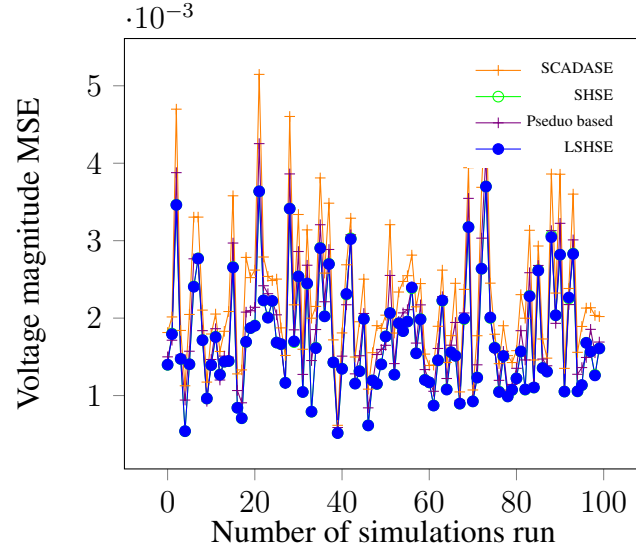 ·10−3
5
4
3
2
1
Voltage magnitude MSE
SCADASE
SHSE
Pseduo based
LSHSE
0 20 40 60 80 100
Number of simulations run